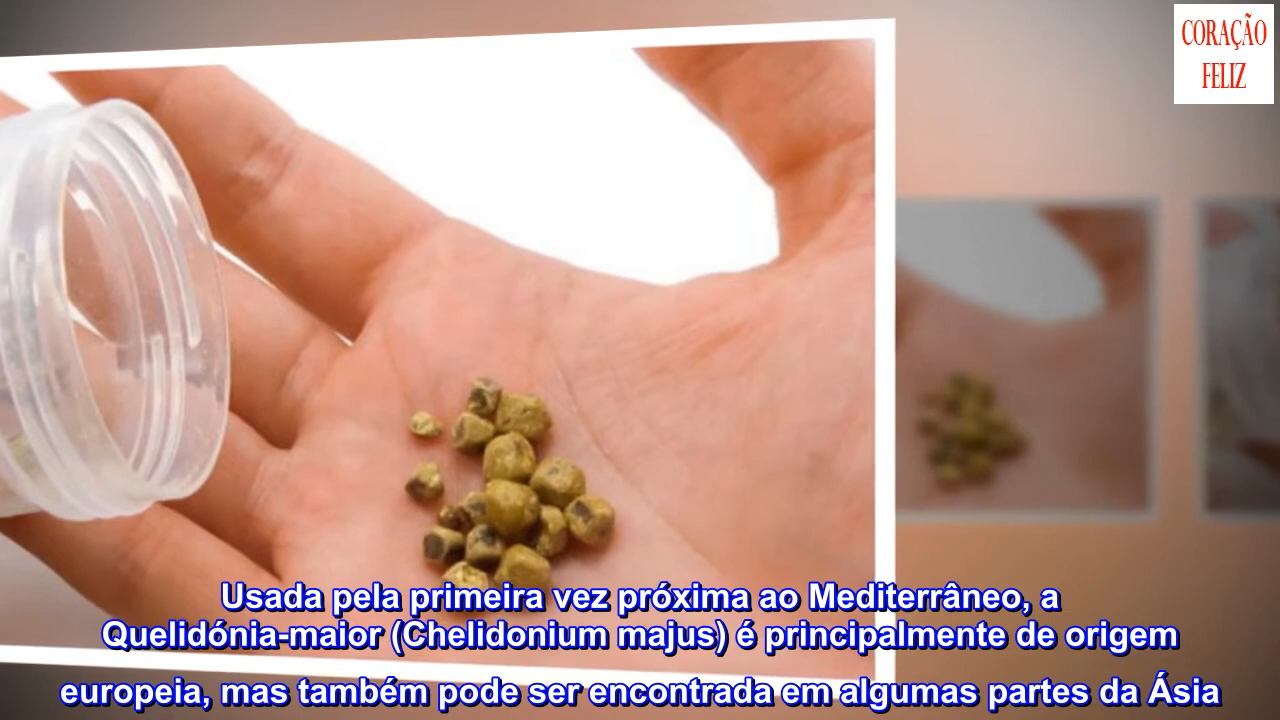 CORAÇÃO
FELIZ
Usada pela primeira vez próxima ao Mediterrâneo, a
Quelidónia-maior (Chelidonium majus) é principalmente de origem
europeia, mas também pode ser encontrada em algumas partes da Ásia